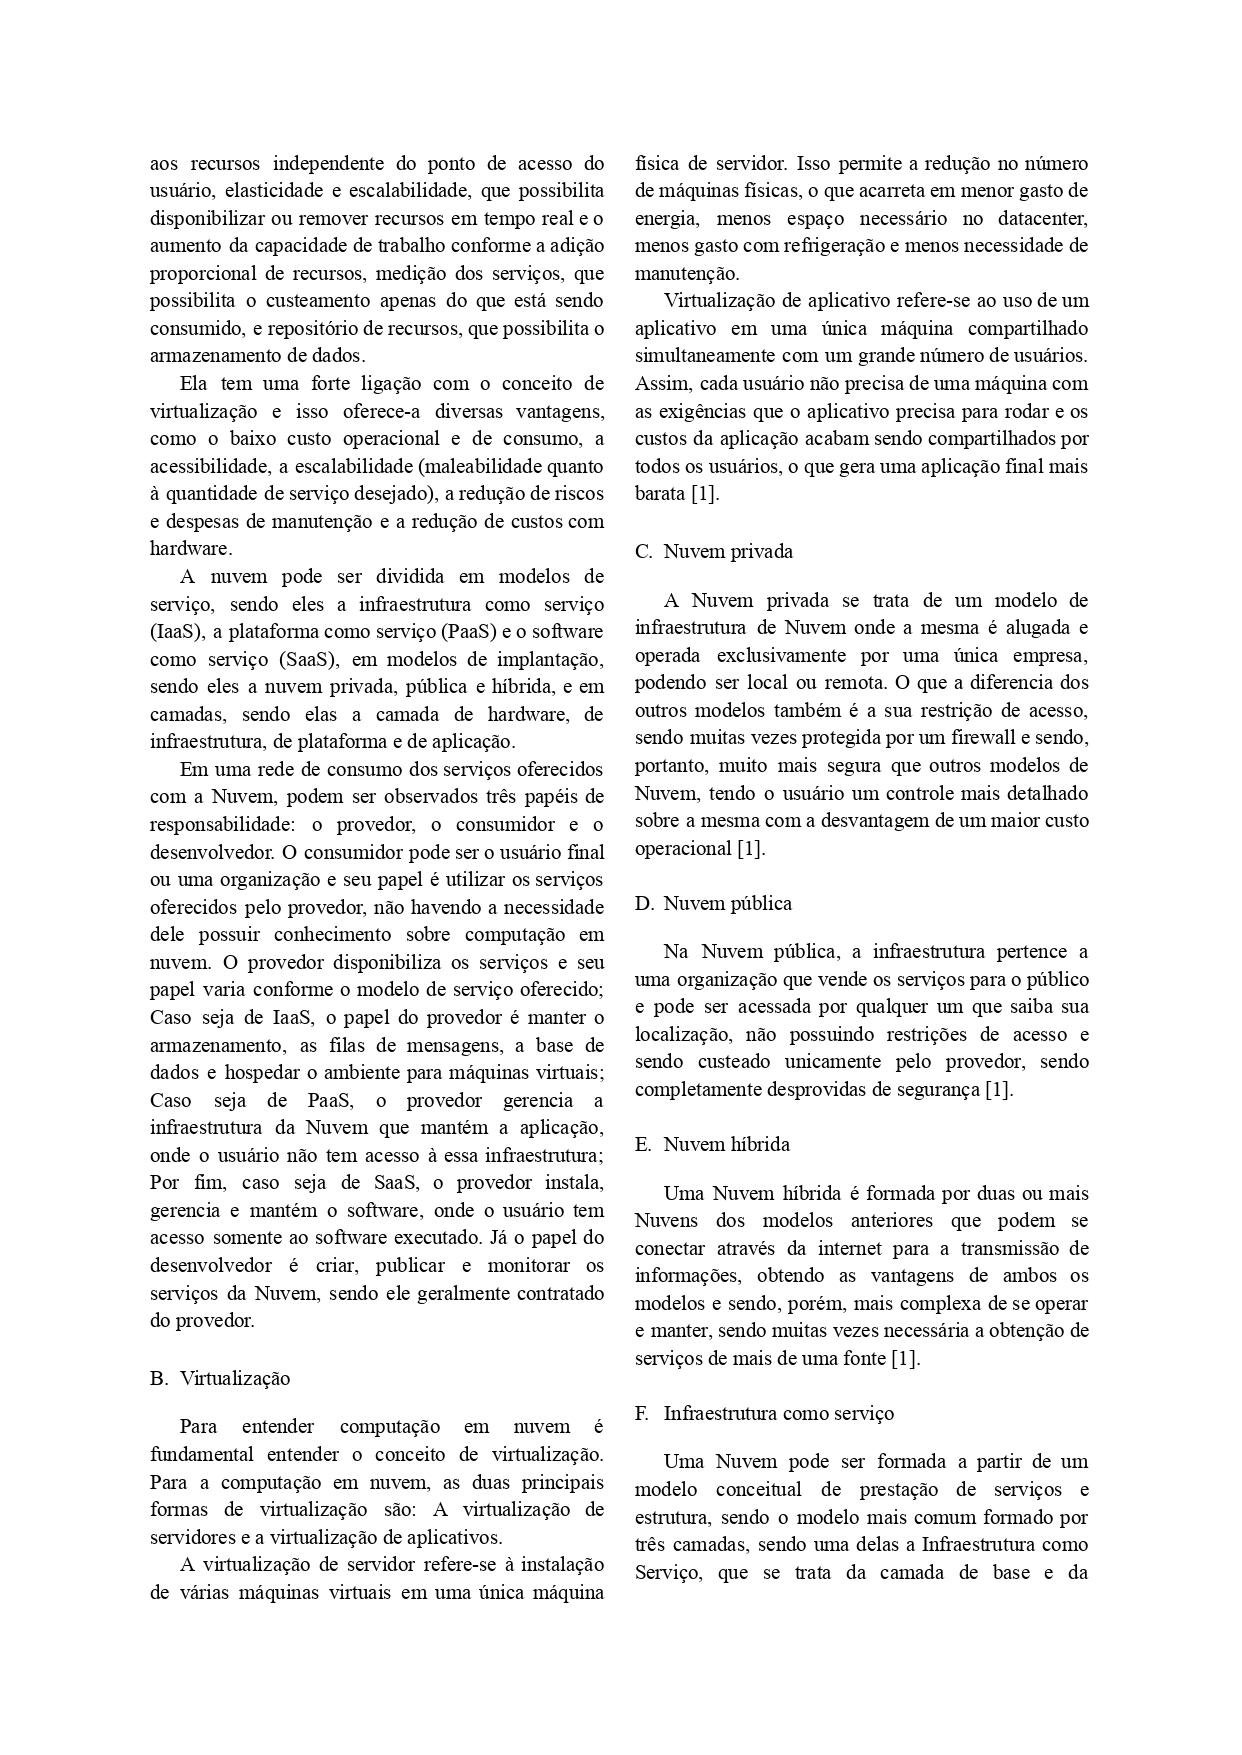 aos recursos independente do ponto de acesso do
usuário, elasticidade e escalabilidade, que possibilita
disponibilizar ou remover recursos em tempo real e o
aumento da capacidade de trabalho conforme a adição
proporcional de recursos, medição dos serviços, que
possibilita o custeamento apenas do que está sendo
consumido, e repositório de recursos, que possibilita o
armazenamento de dados.
Ela tem uma forte ligação com o conceito de
virtualização e isso oferece-a diversas vantagens,
como o baixo custo operacional e de consumo, a
acessibilidade, a escalabilidade (maleabilidade quanto
à quantidade de serviço desejado), a redução de riscos
e despesas de manutenção e a redução de custos com
hardware.
A nuvem pode ser dividida em modelos de
serviço, sendo eles a infraestrutura como serviço
(IaaS), a plataforma como serviço (PaaS) e o software
como serviço (SaaS), em modelos de implantação,
sendo eles a nuvem privada, pública e híbrida, e em
camadas, sendo elas a camada de hardware, de
infraestrutura, de plataforma e de aplicação.
Em uma rede de consumo dos serviços oferecidos
com a Nuvem, podem ser observados três papéis de
responsabilidade: o provedor, o consumidor e o
desenvolvedor. O consumidor pode ser o usuário final
ou uma organização e seu papel é utilizar os serviços
oferecidos pelo provedor, não havendo a necessidade
dele possuir conhecimento sobre computação em
nuvem. O provedor disponibiliza os serviços e seu
papel varia conforme o modelo de serviço oferecido;
Caso seja de IaaS, o papel do provedor é manter o
armazenamento, as filas de mensagens, a base de
dados e hospedar o ambiente para máquinas virtuais;
Caso seja de PaaS, o provedor gerencia a
infraestrutura da Nuvem que mantém a aplicação,
onde o usuário não tem acesso à essa infraestrutura;
Por fim, caso seja de SaaS, o provedor instala,
gerencia e mantém o software, onde o usuário tem
acesso somente ao software executado. Já o papel do
desenvolvedor é criar, publicar e monitorar os
serviços da Nuvem, sendo ele geralmente contratado
do provedor.
B. Virtualização
Para entender computação em nuvem é
fundamental entender o conceito de virtualização.
Para a computação em nuvem, as duas principais
formas de virtualização são: A virtualização de
servidores e a virtualização de aplicativos.
A virtualização de servidor refere-se à instalação
de várias máquinas virtuais em uma única máquina
física de servidor. Isso permite a redução no número
de máquinas físicas, o que acarreta em menor gasto de
energia, menos espaço necessário no datacenter,
menos gasto com refrigeração e menos necessidade de
manutenção.
Virtualização de aplicativo refere-se ao uso de um
aplicativo em uma única máquina compartilhado
simultaneamente com um grande número de usuários.
Assim, cada usuário não precisa de uma máquina com
as exigências que o aplicativo precisa para rodar e os
custos da aplicação acabam sendo compartilhados por
todos os usuários, o que gera uma aplicação final mais
barata [1].
C. Nuvem privada
A Nuvem privada se trata de um modelo de
infraestrutura de Nuvem onde a mesma é alugada e
operada exclusivamente por uma única empresa,
podendo ser local ou remota. O que a diferencia dos
outros modelos também é a sua restrição de acesso,
sendo muitas vezes protegida por um firewall e sendo,
portanto, muito mais segura que outros modelos de
Nuvem, tendo o usuário um controle mais detalhado
sobre a mesma com a desvantagem de um maior custo
operacional [1].
D. Nuvem pública
Na Nuvem pública, a infraestrutura pertence a
uma organização que vende os serviços para o público
e pode ser acessada por qualquer um que saiba sua
localização, não possuindo restrições de acesso e
sendo custeado unicamente pelo provedor, sendo
completamente desprovidas de segurança [1].
E. Nuvem híbrida
Uma Nuvem híbrida é formada por duas ou mais
Nuvens dos modelos anteriores que podem se
conectar através da internet para a transmissão de
informações, obtendo as vantagens de ambos os
modelos e sendo, porém, mais complexa de se operar
e manter, sendo muitas vezes necessária a obtenção de
serviços de mais de uma fonte [1].
F. Infraestrutura como serviço
Uma Nuvem pode ser formada a partir de um
modelo conceitual de prestação de serviços e
estrutura, sendo o modelo mais comum formado por
três camadas, sendo uma delas a Infraestrutura como
Serviço, que se trata da camada de base e da